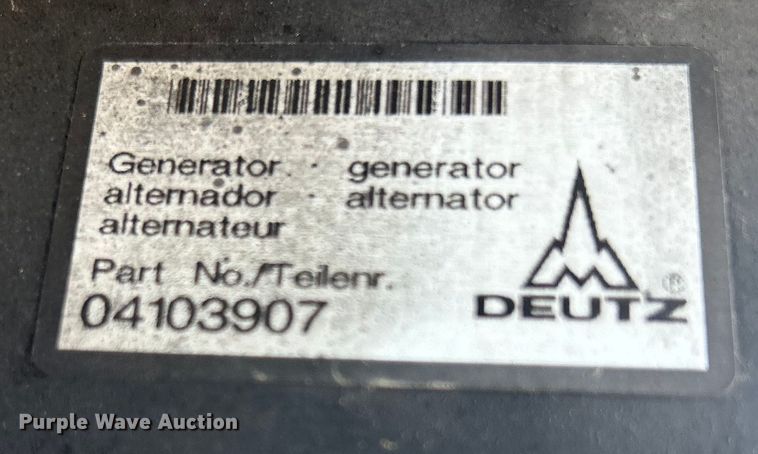 Generator · generator
alternador · alternator
alternateur
Part No./Teilenr.
04103907
DEUTZ ®
Purple Wave Auction